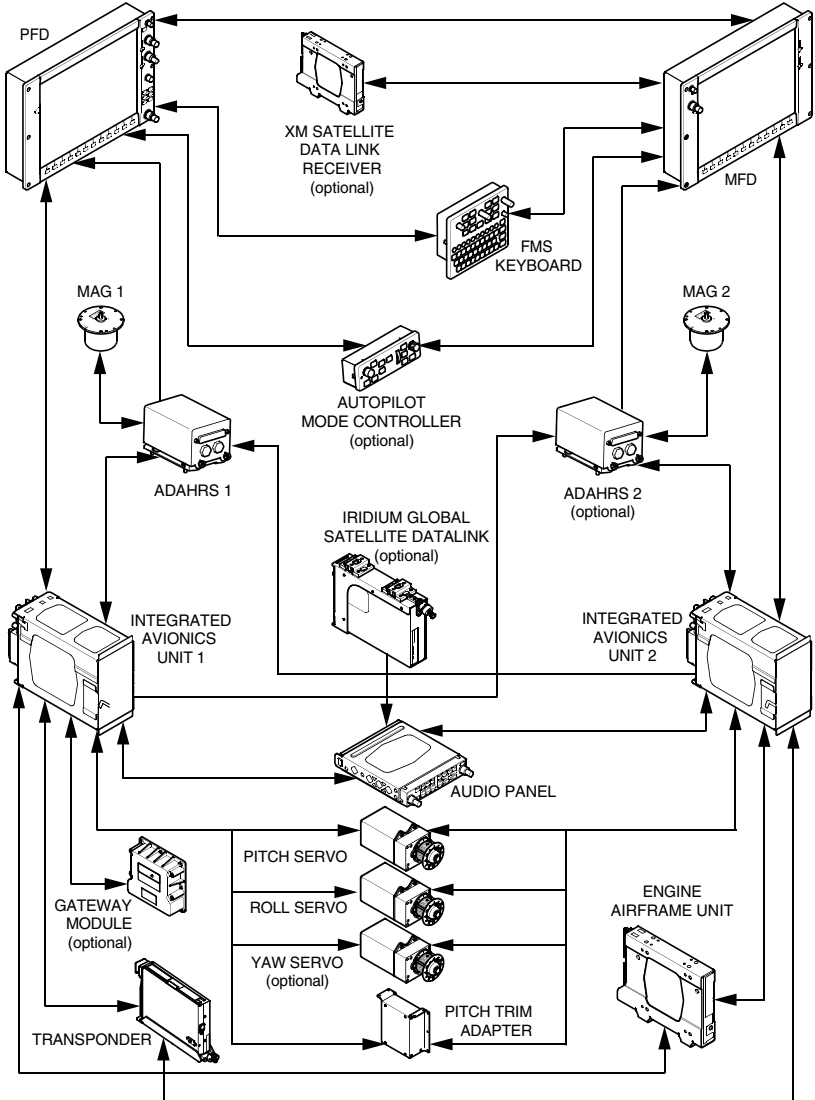 PFD
XM SATELLITE
DATA LINK
RECEIVER
(optional)
MFD
FMS
KEYBOARD
MAG 1
MAG 2
AUTOPILOT
MODE CONTROLLER
(optional)
ADAHRS 1
ADAHRS 2
(optional)
IRIDIUM GLOBAL
SATELLITE DATALINK
(optional)
INTEGRATED
AVIONICS
UNIT 1
INTEGRATED
AVIONICS
UNIT 2
AUDIO PANEL
PITCH SERVO
ROLL SERVO
YAW SERVO
(optional)
GATEWAY
MODULE
(optional)
ENGINE
AIRFRAME UNIT
PITCH TRIM
ADAPTER
TRANSPONDER